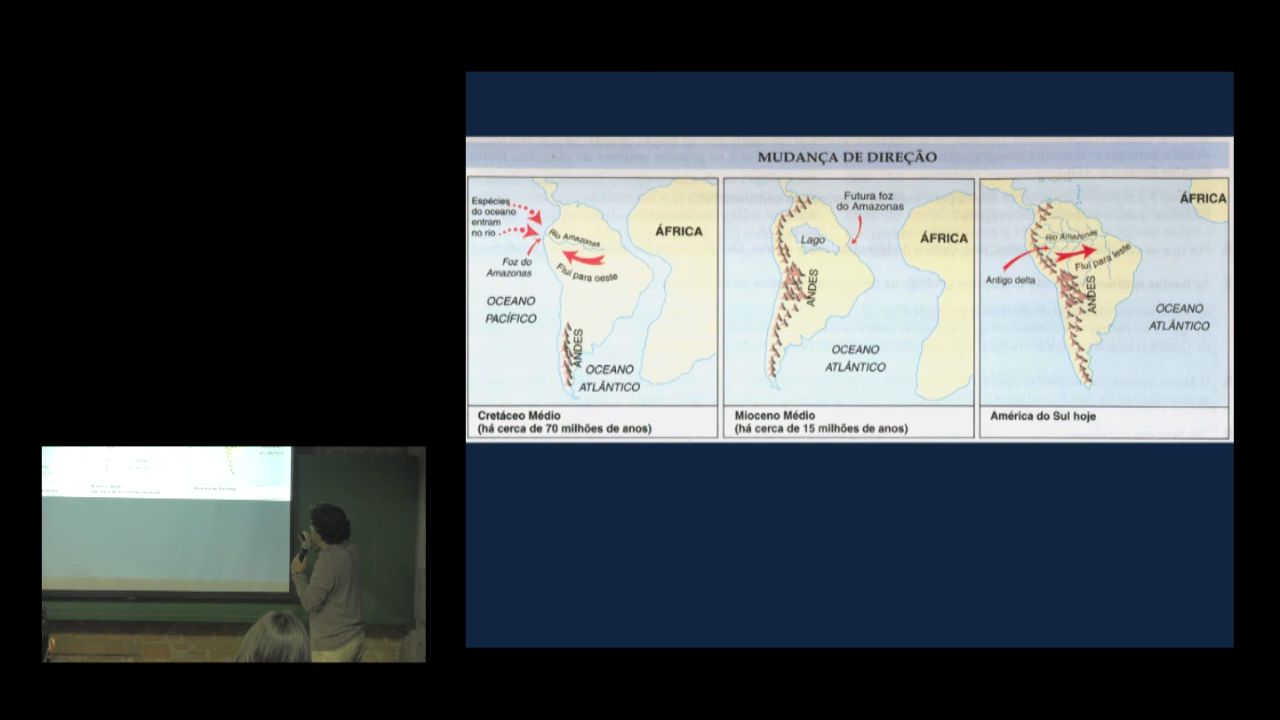 MUDANÇA DE DIREÇÃO
Espécies
do oceano
entram
no rio
Rio Amazonas
Foz do
Amazonas
Flui para oeste
ÁFRICA
OCEANO
PACÍFICO
ANDES
OCEANO
ATLÂNTICO
Cretáceo Médio
(há cerca de 70 milhões de anos)
Futura foz
do Amazonas
Lago
ÁFRICA
ANDES
OCEANO
ATLÂNTICO
Mioceno Médio
(há cerca de 15 milhões de anos)
ÁFRICA
Rio Amazonas
Flui para leste
Antigo delta
ANDES
OCEANO
ATLÂNTICO
América do Sul hoje